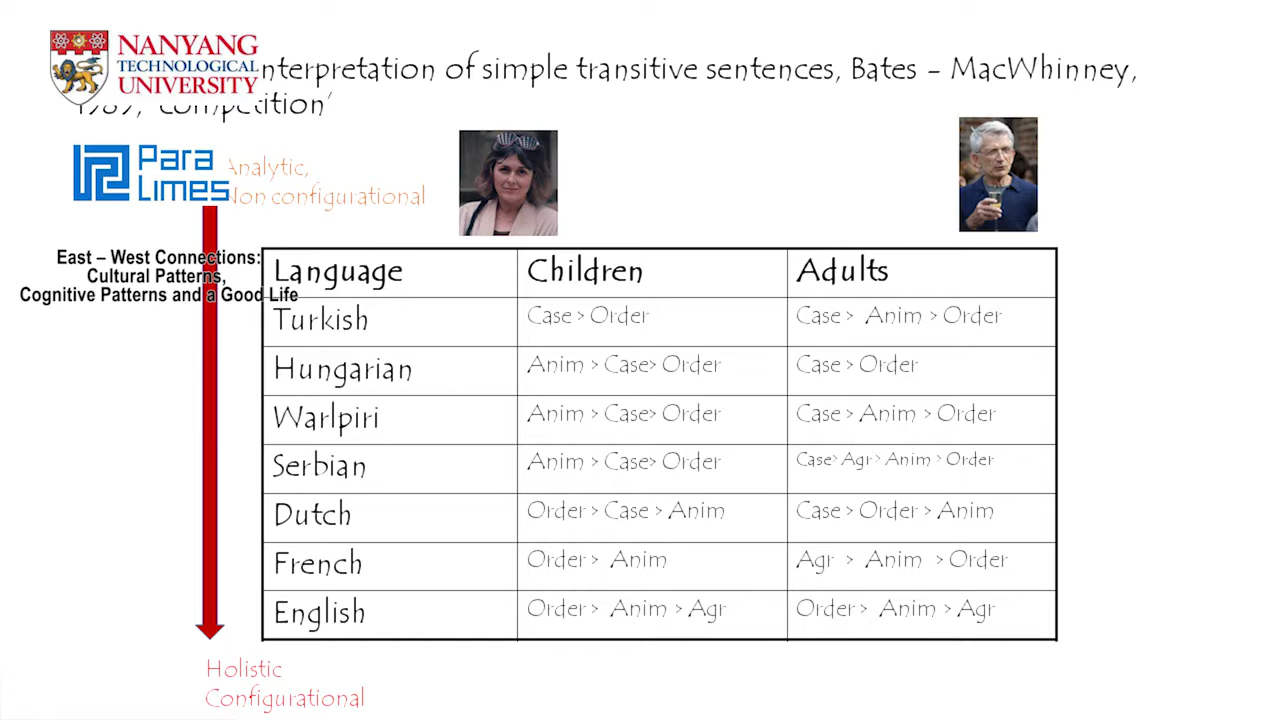 NANYANG
TECHNOLOGICAL
UNIVERSITY
nterpretation of simple transitive sentences, Bates - MacWhinney,
'Competition'
Para
Limes
Analytic,
Non configurational
East – West Connections:
Cultural Patterns,
Cognitive Patterns and a Good Life
Language Children Adults
Turkish Case > Order Case > Anim > Order
Hungarian Anim > Case> Order Case > Order
Warlpiri Anim > Case> Order Case > Anim > Order
Serbian Anim > Case> Order Case> Agr > Anim > Order
Dutch Order > Case > Anim Case > Order > Anim
French Order > Anim Agr > Anim > Order
English Order > Anim > Agr Order > Anim > Agr
Holistic
Configurational